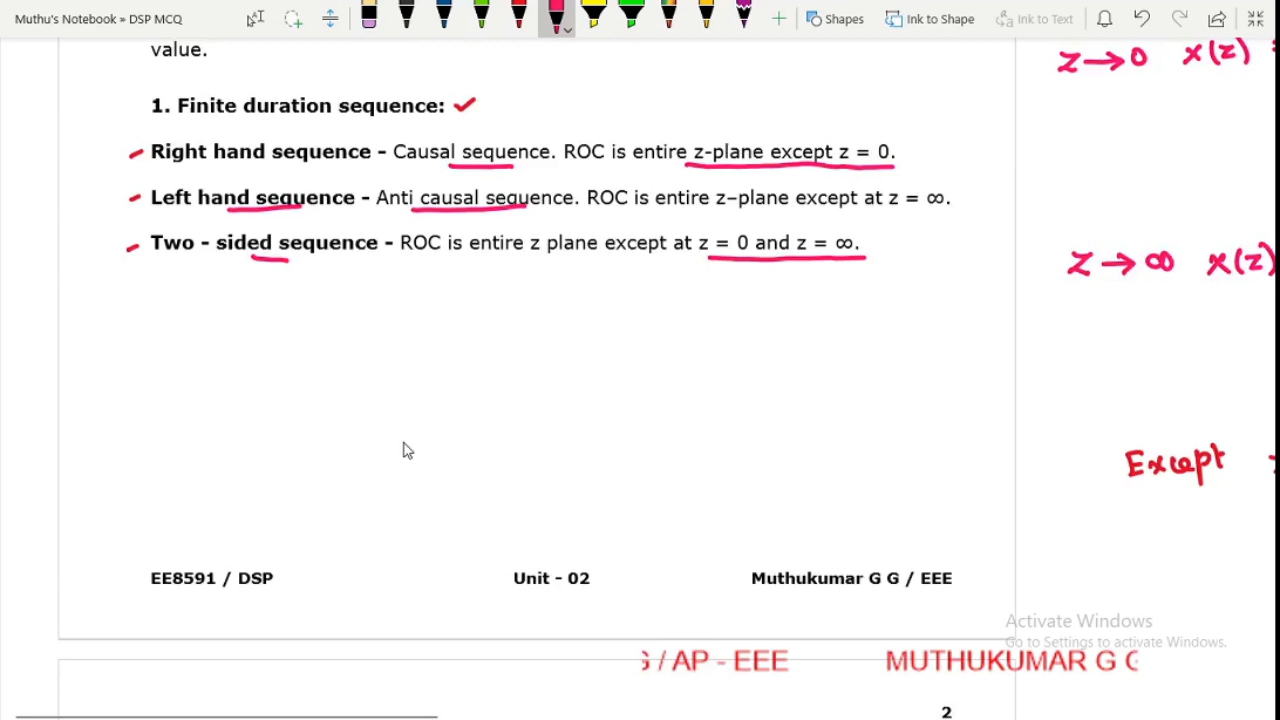 Muthu's Notebook » DSP MCQ
Shapes Ink to Shape Ink to Text
value.
z→0 x(z)
1. Finite duration sequence:
Right hand sequence - Causal sequence. ROC is entire z-plane except z = 0.
Left hand sequence - Anti causal sequence. ROC is entire z–plane except at z = ∞.
Two - sided sequence - ROC is entire z plane except at z = 0 and z = ∞.
z→∞ x(z)
Except
EE8591 / DSP Unit - 02 Muthukumar G G / EEE
Activate Windows
Go to Settings to activate Windows.
/ AP - EEE MUTHUKUMAR G
2